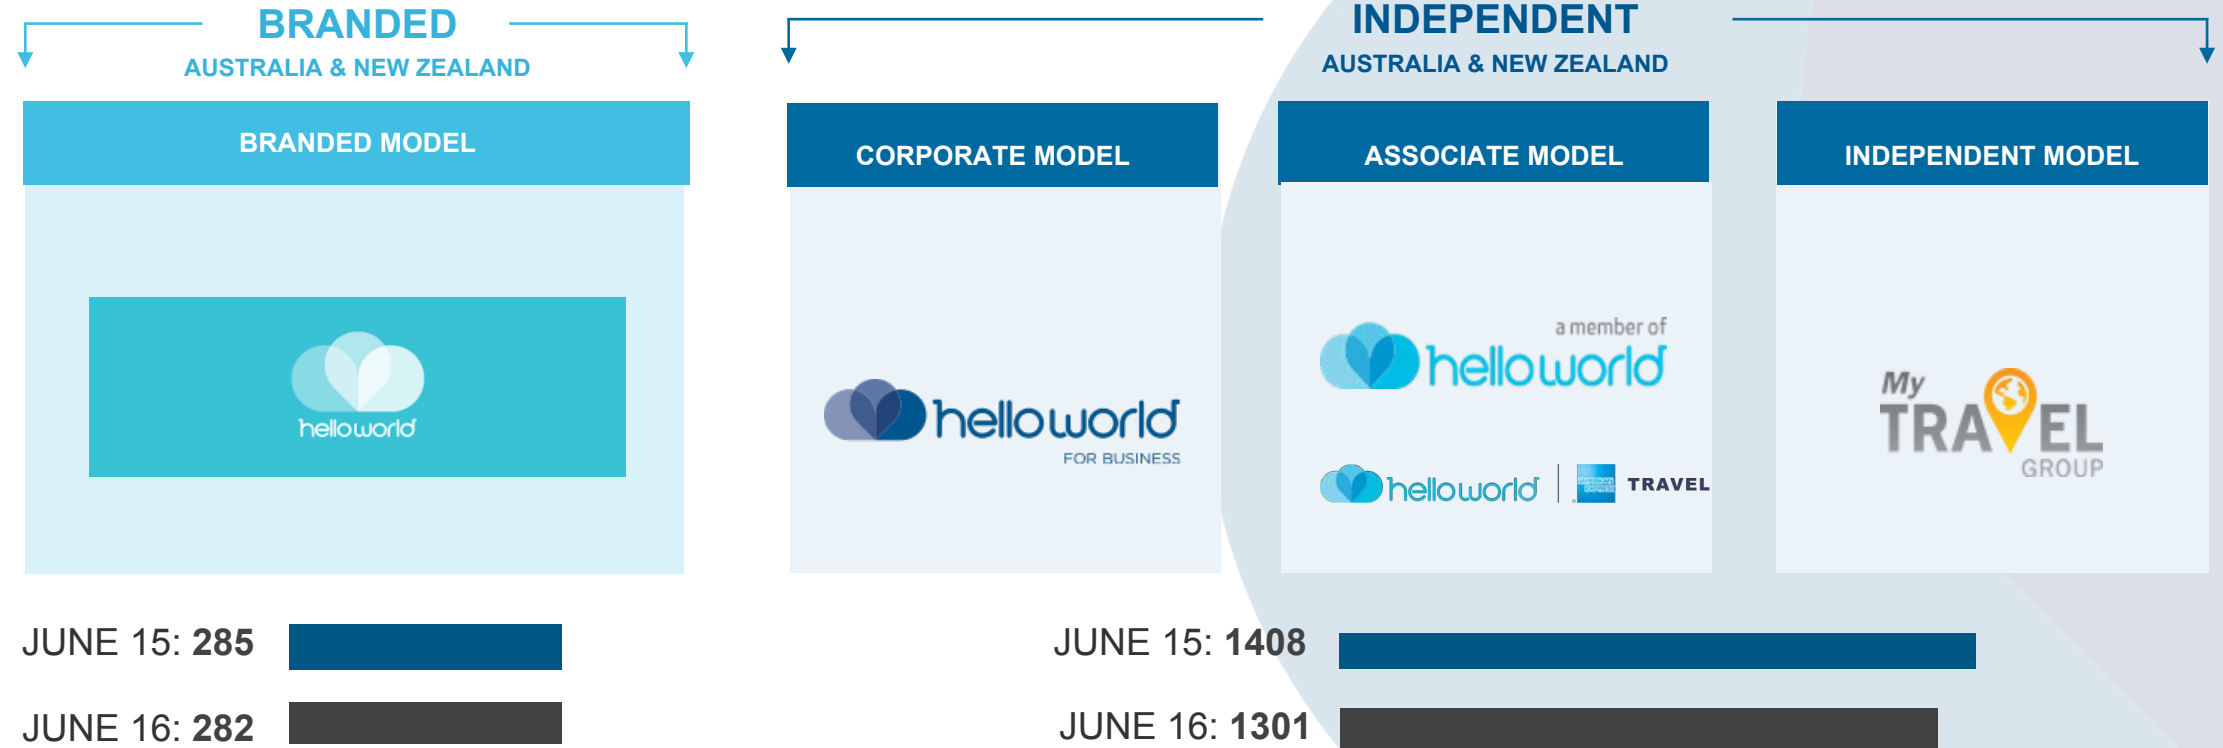 BRANDED
AUSTRALIA & NEW ZEALAND
BRANDED MODEL
helloworld
JUNE 15: 285
JUNE 16: 282
INDEPENDENT
AUSTRALIA & NEW ZEALAND
CORPORATE MODEL
helloworld
FOR BUSINESS
ASSOCIATE MODEL
a member of
helloworld
helloworld TRAVEL
INDEPENDENT MODEL
My
TRAVEL
GROUP
JUNE 15: 1408
JUNE 16: 1301